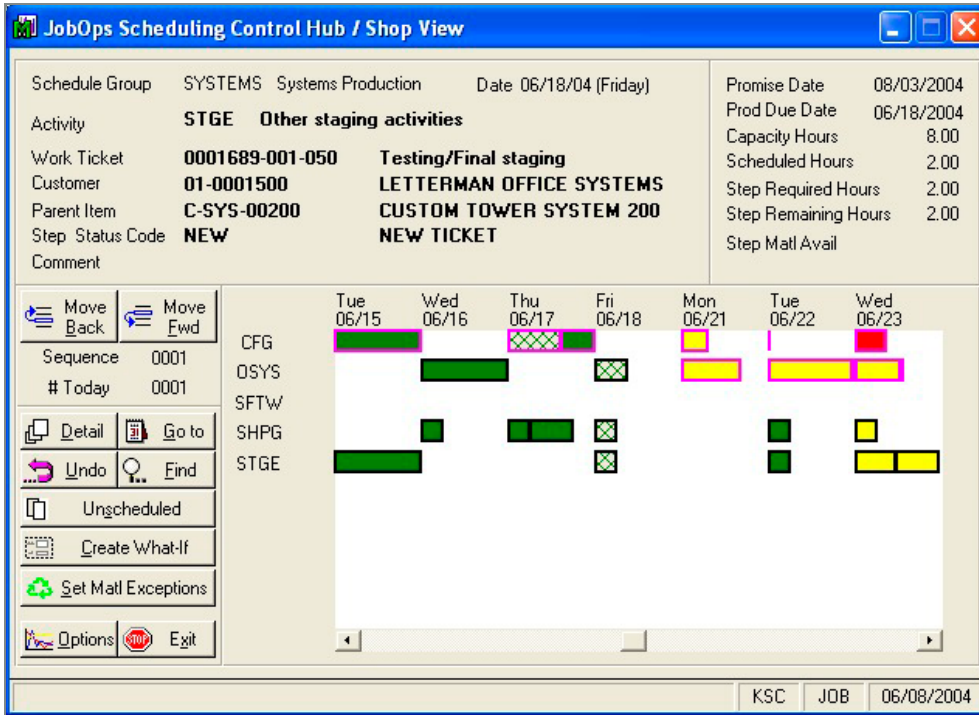 JobOps Scheduling Control Hub / Shop View
Schedule Group SYSTEMS Systems Production Date 06/18/04 (Friday)
Activity STGE Other staging activities
Work Ticket 0001689-001-050 Testing/Final staging
Customer 01-0001500 LETTERMAN OFFICE SYSTEMS
Parent Item C-SYS-00200 CUSTOM TOWER SYSTEM 200
Step Status Code NEW NEW TICKET
Comment
Promise Date 08/03/2004
Prod Due Date 06/18/2004
Capacity Hours 8.00
Scheduled Hours 2.00
Step Required Hours 2.00
Step Remaining Hours 2.00
Step Matl Avail
Move Back Move Fwd
Sequence 0001
# Today 0001
Detail Go to
Undo Find
Unscheduled
Create What-If
Set Matl Exceptions
Options STOP Exit
Tue Wed Thu Fri Mon Tue Wed
06/15 06/16 06/17 06/18 06/21 06/22 06/23
CFG
OSYS
SFTW
SHPG
STGE
KSC JOB 06/08/2004